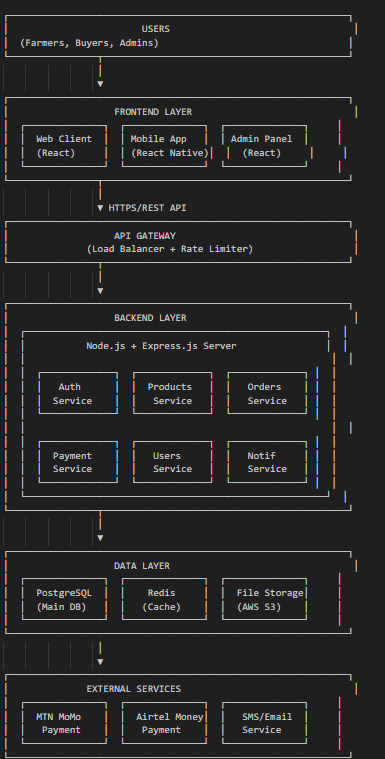 USERS
(Farmers, Buyers, Admins)
FRONTEND LAYER
Web Client Mobile App Admin Panel
(React) (React Native) (React)
HTTPS/REST API
API GATEWAY
(Load Balancer + Rate Limiter)
BACKEND LAYER
Node.js + Express.js Server
Auth Products Orders
Service Service Service
Payment Users Notif
Service Service Service
DATA LAYER
PostgreSQL Redis File Storage
(Main DB) (Cache) (AWS S3)
EXTERNAL SERVICES
MTN MoMo Airtel Money SMS/Email
Payment Payment Service